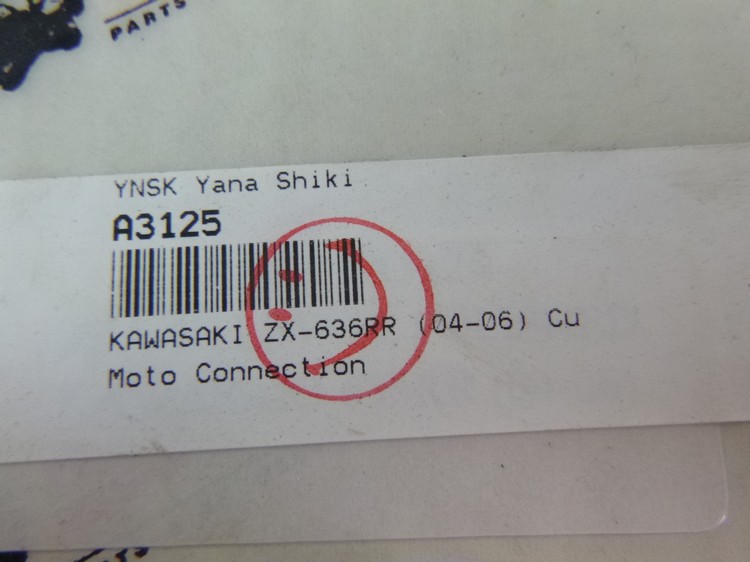 PARTS
YNSK Yana Shiki
A3125
KAWASAKI ZX-636RR (04-06) Cu
Moto Connection